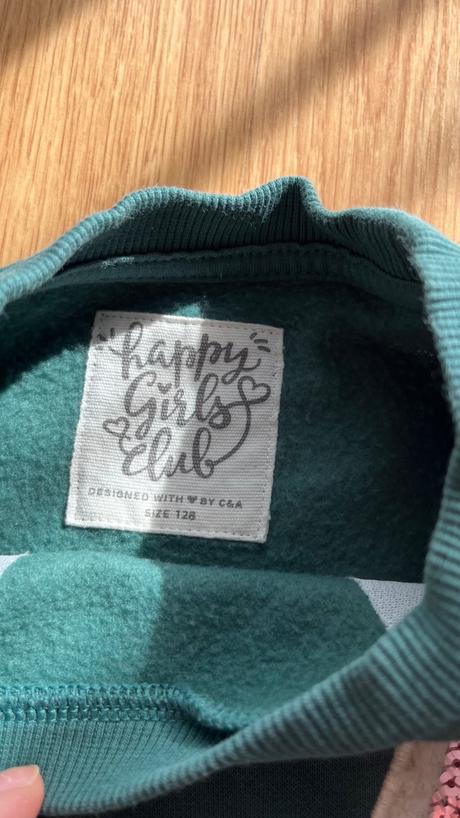 happy
Girls
Club
DESIGNED WITH ♥ BY C&A
SIZE 128